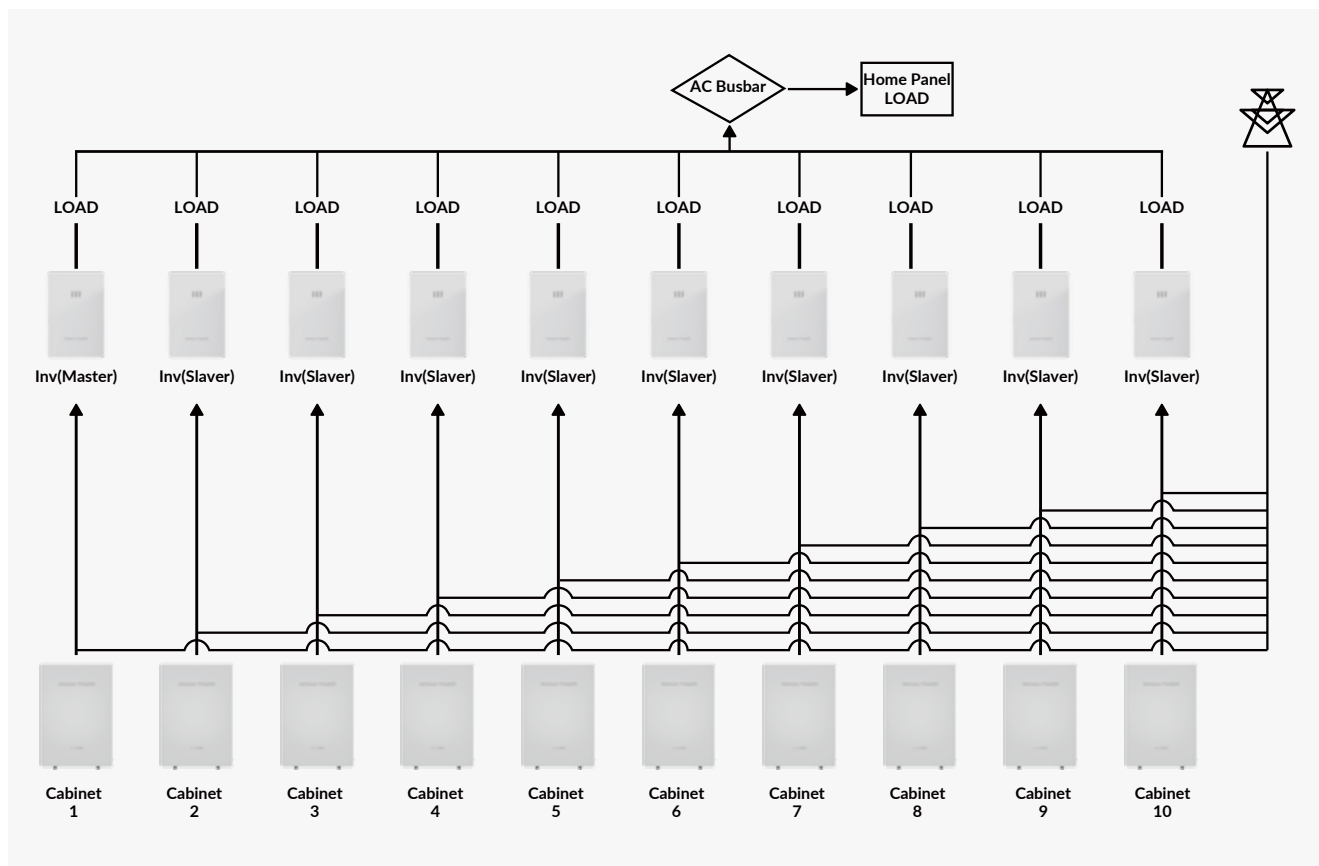 AC Busbar
Home Panel
LOAD
LOAD LOAD LOAD LOAD LOAD LOAD LOAD LOAD LOAD LOAD
Inv(Master) Inv(Slaver) Inv(Slaver) Inv(Slaver) Inv(Slaver) Inv(Slaver) Inv(Slaver) Inv(Slaver) Inv(Slaver) Inv(Slaver)
Cabinet Cabinet Cabinet Cabinet Cabinet Cabinet Cabinet Cabinet Cabinet Cabinet
1 2 3 4 5 6 7 8 9 10